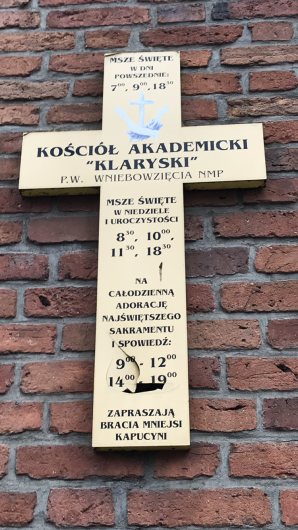 MSZE ŚWIĘTE
W DNI
POWSZEDNIE:
7⁰⁰, 9⁰⁰, 18³⁰
KOŚCIÓŁ AKADEMICKI
"KLARYSKI"
P.W. WNIEBOWZIĘCIA NMP
MSZE ŚWIĘTE
W NIEDZIELE
I UROCZYSTOŚCI
8³⁰, 10⁰⁰,
11³⁰, 18³⁰
NA
CAŁODZIENNĄ
ADORACJĘ
NAJŚWIĘTSZEGO
SAKRAMENTU
I SPOWIEDŹ:
9⁰⁰ - 12⁰⁰
14⁰⁰ - 19⁰⁰
ZAPRASZAJĄ
BRACIA MNIEJSI
KAPUCYNI